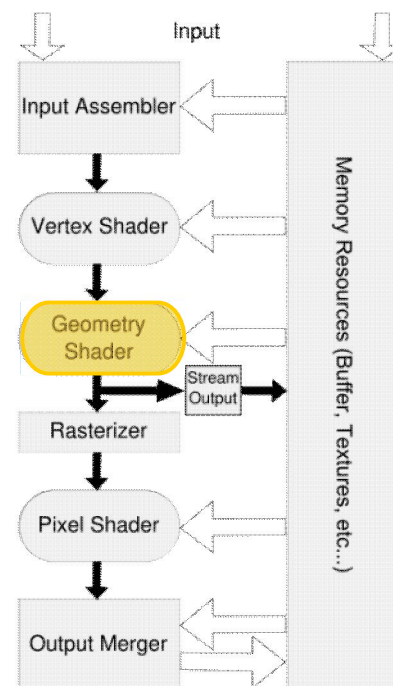 Input
Input Assembler
Vertex Shader
Geometry
Shader
Stream
Output
Rasterizer
Pixel Shader
Output Merger
Memory Resources (Buffer, Textures, etc...)